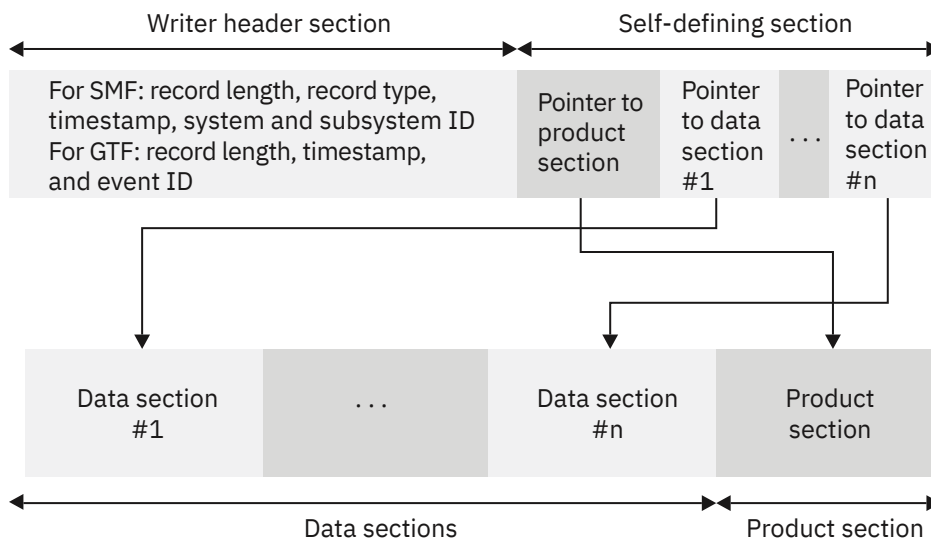 Writer header section
Self-defining section
For SMF: record length, record type,
timestamp, system and subsystem ID
For GTF: record length, timestamp,
and event ID
Pointer to
product
section
Pointer
to data
section
#1
. . .
Pointer
to data
section
#n
Data section
#1
. . .
Data section
#n
Product
section
Data sections
Product section